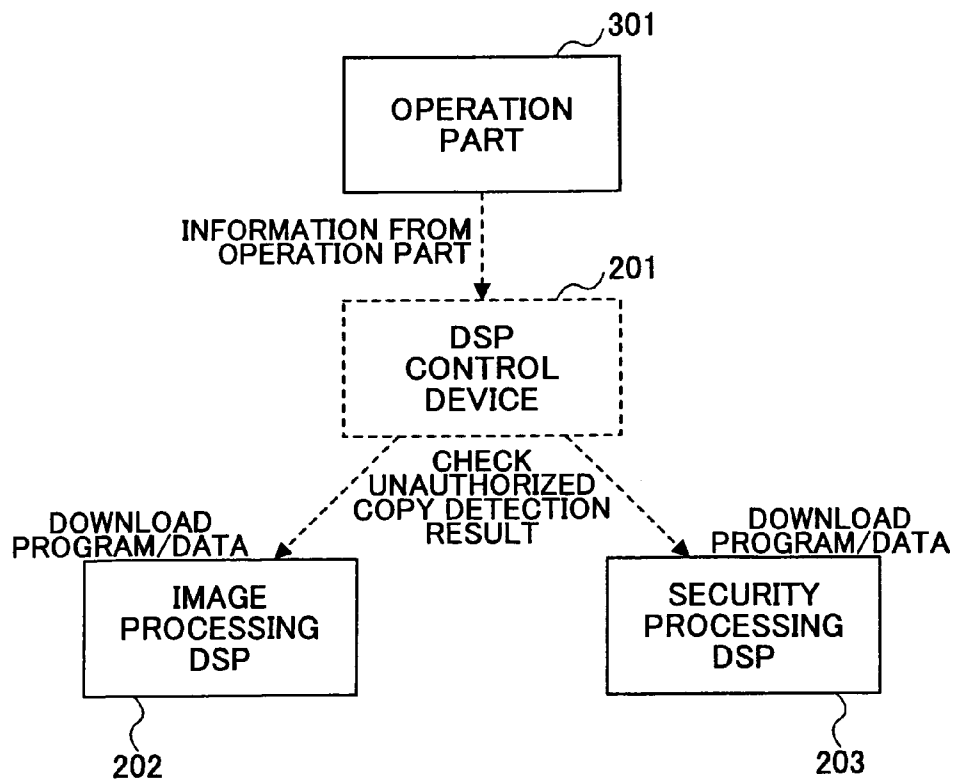 301
OPERATION
PART
INFORMATION FROM
OPERATION PART
201
DSP
CONTROL
DEVICE
CHECK
UNAUTHORIZED
COPY DETECTION
RESULT
DOWNLOAD
PROGRAM/DATA
DOWNLOAD
PROGRAM/DATA
IMAGE
PROCESSING
DSP
SECURITY
PROCESSING
DSP
202
203